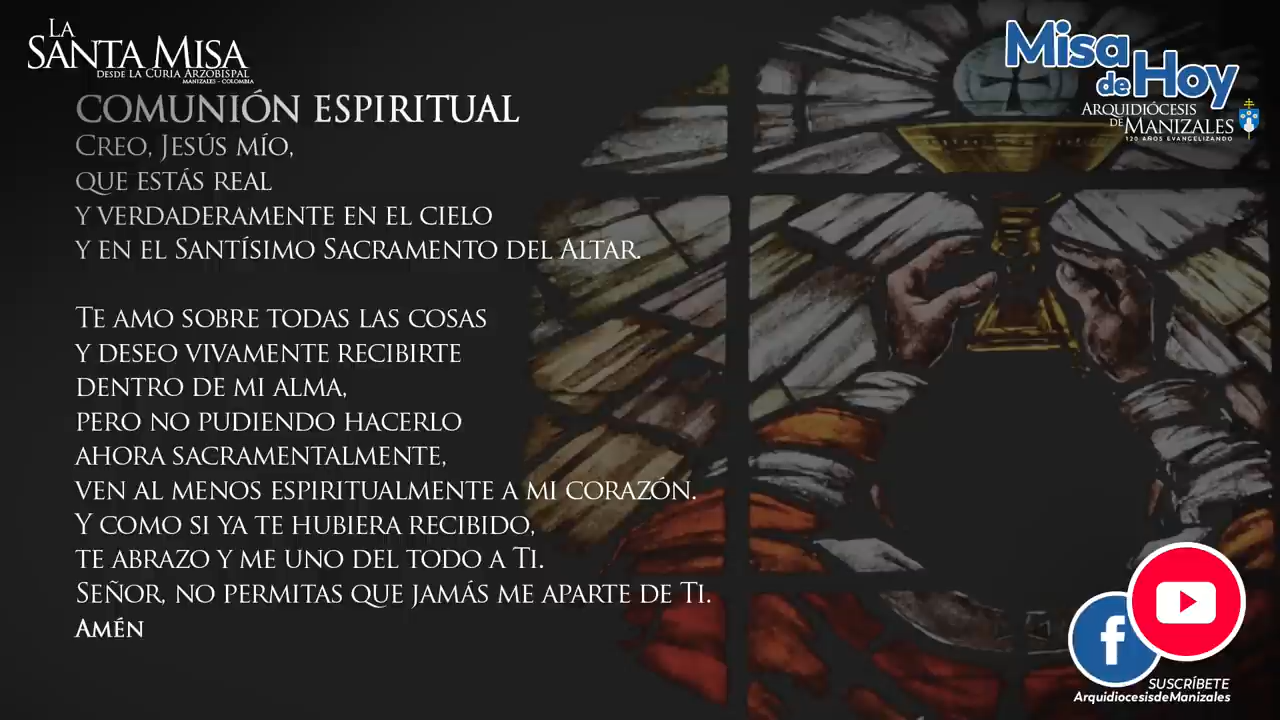 LA
SANTA MISA
DESDE LA CURIA ARZOBISPAL
MANIZALES - COLOMBIA
Misa
de Hoy
ARQUIDIÓCESIS
DE MANIZALES
120 AÑOS EVANGELIZANDO
COMUNIÓN ESPIRITUAL
CREO, JESÚS MÍO,
QUE ESTÁS REAL
Y VERDADERAMENTE EN EL CIELO
Y EN EL SANTÍSIMO SACRAMENTO DEL ALTAR.
TE AMO SOBRE TODAS LAS COSAS
Y DESEO VIVAMENTE RECIBIRTE
DENTRO DE MI ALMA,
PERO NO PUDIENDO HACERLO
AHORA SACRAMENTALMENTE,
VEN AL MENOS ESPIRITUALMENTE A MI CORAZÓN.
Y COMO SI YA TE HUBIERA RECIBIDO,
TE ABRAZO Y ME UNO DEL TODO A TI.
SEÑOR, NO PERMITAS QUE JAMÁS ME APARTE DE TI.
AMÉN
f
SUSCRÍBETE
ArquidiocesisdeManizales